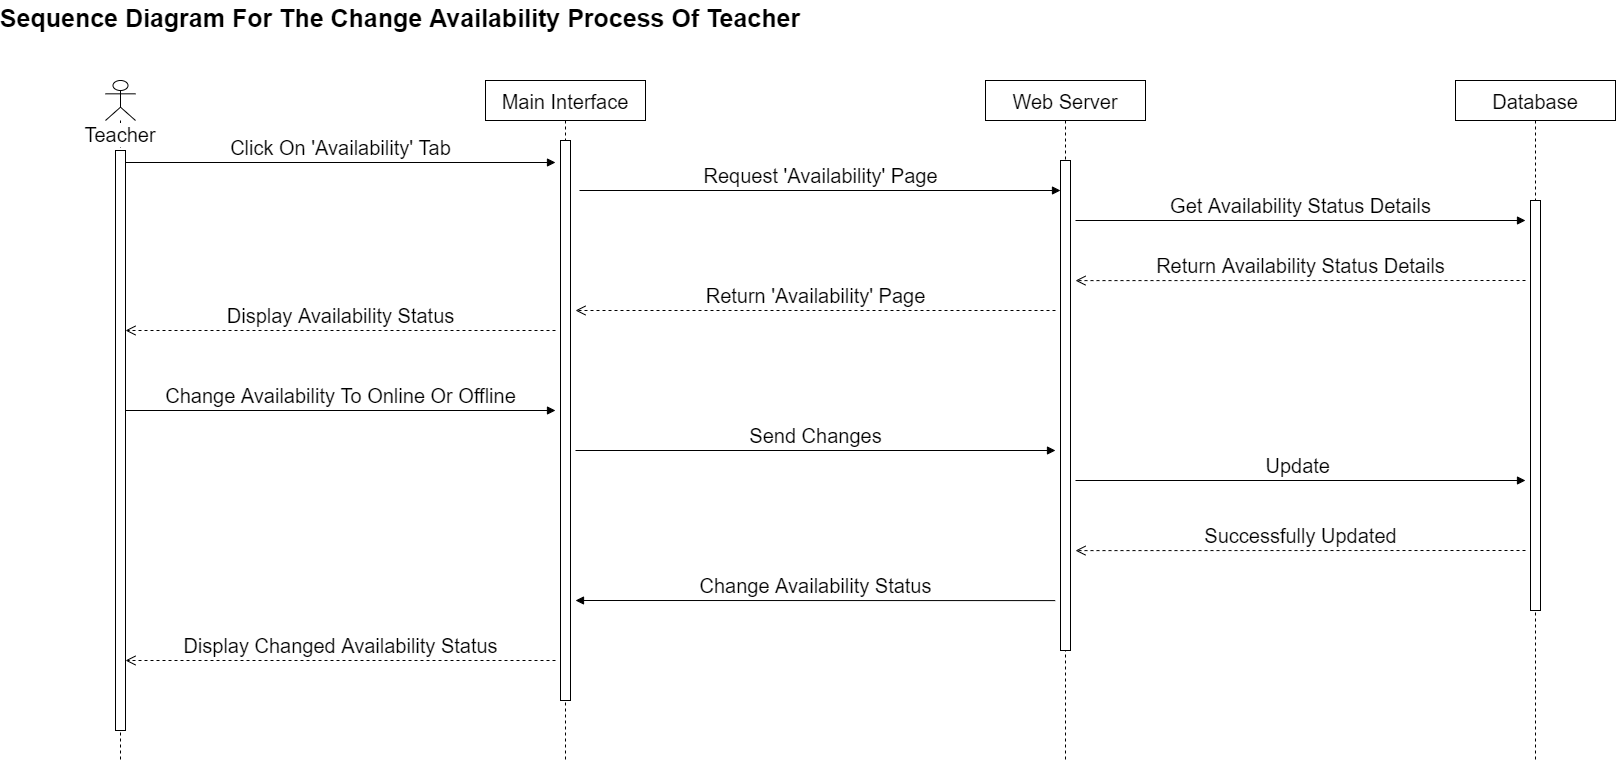 Sequence Diagram For The Change Availability Process Of Teacher
Teacher
Main Interface
Web Server
Database
Click On 'Availability' Tab
Request 'Availability' Page
Get Availability Status Details
Return Availability Status Details
Return 'Availability' Page
Display Availability Status
Change Availability To Online Or Offline
Send Changes
Update
Successfully Updated
Change Availability Status
Display Changed Availability Status